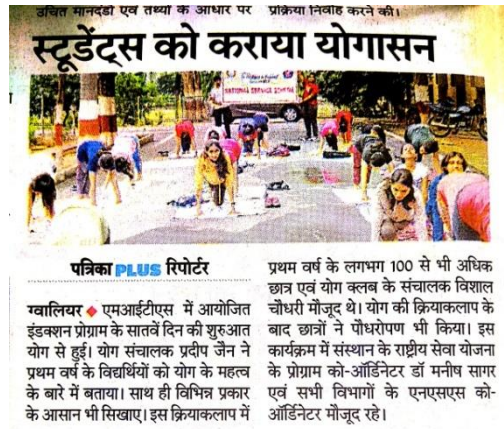 उचित मानदंडों एवं तथ्यों के आधार पर प्रक्रिया निर्वाह करने की।
स्टूडेंट्स को कराया योगासन
NATIONAL SERVICE SCHEME
पत्रिका PLUS रिपोर्टर
ग्वालियर ◆ एमआईटीएस में आयोजित
इंडक्शन प्रोग्राम के सातवें दिन की शुरुआत
योग से हुई। योग संचालक प्रदीप जैन ने
प्रथम वर्ष के विद्यार्थियों को योग के महत्व
के बारे में बताया। साथ ही विभिन्न प्रकार
के आसान भी सिखाए। इस क्रियाकलाप में
प्रथम वर्ष के लगभग 100 से भी अधिक
छात्र एवं योग क्लब के संचालक विशाल
चौधरी मौजूद थे। योग की क्रियाकलाप के
बाद छात्रों ने पौधरोपण भी किया। इस
कार्यक्रम में संस्थान के राष्ट्रीय सेवा योजना
के प्रोग्राम को-ऑर्डिनेटर डॉ मनीष सागर
एवं सभी विभागों के एनएसएस को-
ऑर्डिनेटर मौजूद रहे।